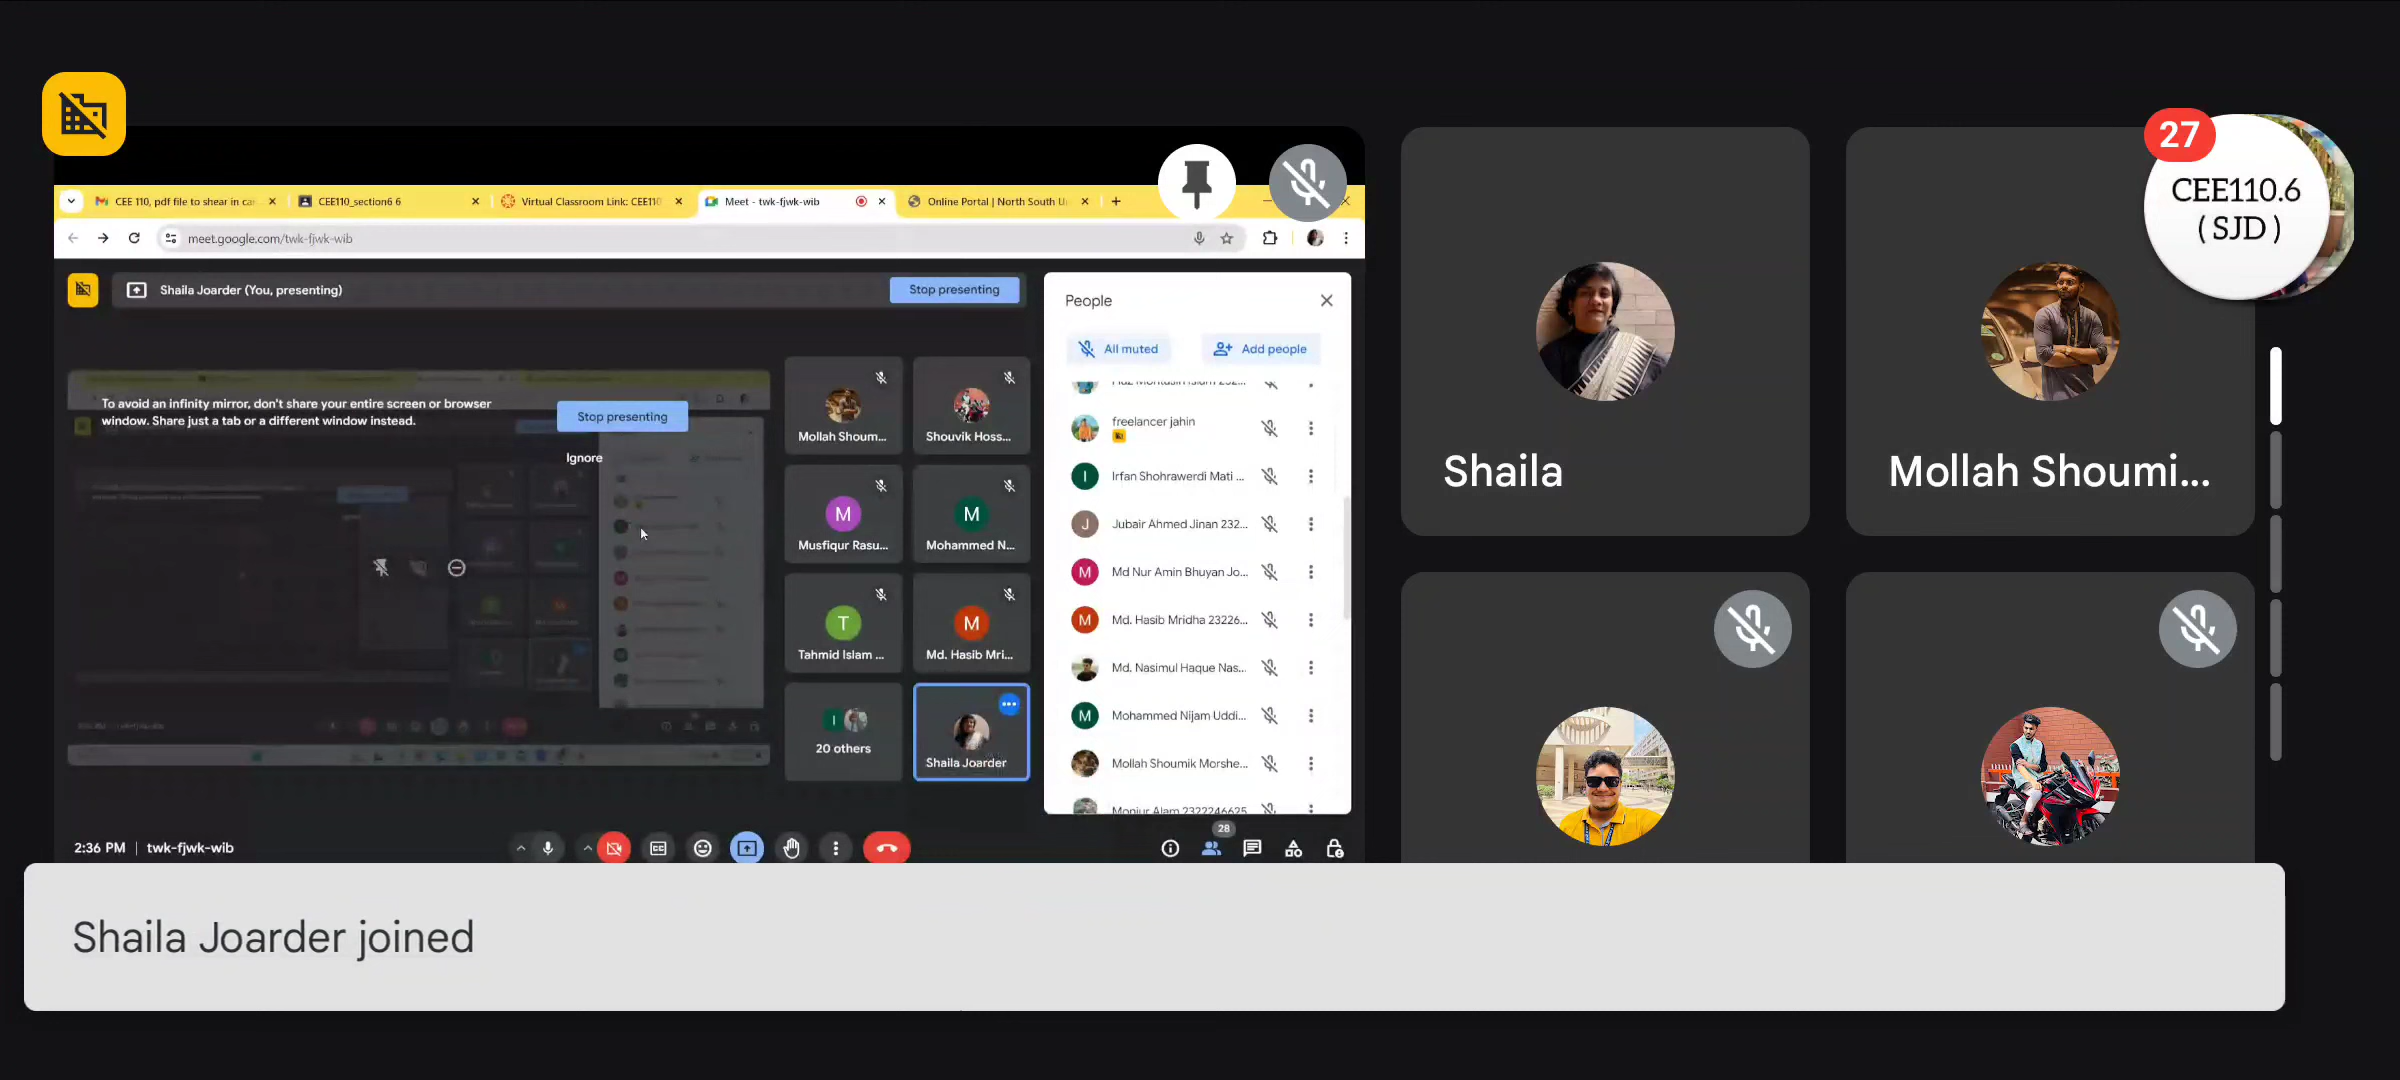 CEE 110, pdf file to shear in ca
CEE110_section6 6
Virtual Classroom Link: CEE11
Meet - twk-fjwk-wib
Online Portal | North South U
meet.google.com/twk-fjwk-wib
Shaila Joarder (You, presenting)
Stop presenting
To avoid an infinity mirror, don't share your entire screen or browser
window. Share just a tab or a different window instead.
Stop presenting
Ignore
Mollah Shoum...
Shouvik Hoss...
M
Musfiqur Rasu...
M
Mohammed N...
T
Tahmid Islam ...
M
Md. Hasib Mri...
I
20 others
Shaila Joarder
People
All muted
Add people
freelancer jahin
I
Irfan Shohrawerdi Mati ...
J
Jubair Ahmed Jinan 232...
M
Md Nur Amin Bhuyan Jo...
M
Md. Hasib Mridha 23226...
Md. Nasimul Haque Nas...
M
Mohammed Nijam Uddi...
Mollah Shoumik Morshe...
Monjur Alam 2322246625
2:36 PM | twk-fjwk-wib
28
Shaila
Mollah Shoumi...
27
CEE110.6
( SJD )
Shaila Joarder joined